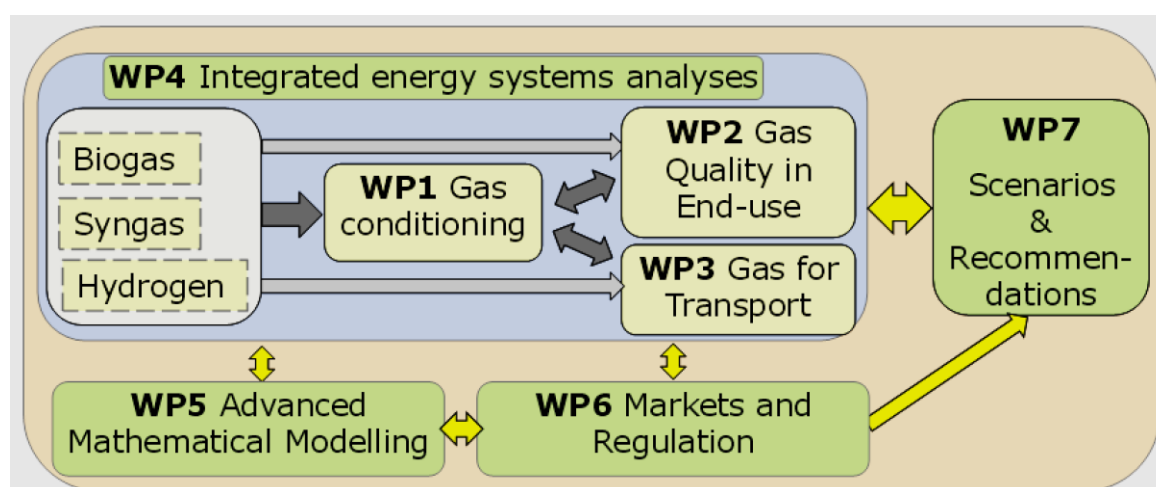 WP4 Integrated energy systems analyses
Biogas
Syngas
Hydrogen
WP1 Gas
conditioning
WP2 Gas
Quality in
End-use
WP3 Gas for
Transport
WP7
Scenarios
&
Recommen-
dations
WP5 Advanced
Mathematical Modelling
WP6 Markets and
Regulation